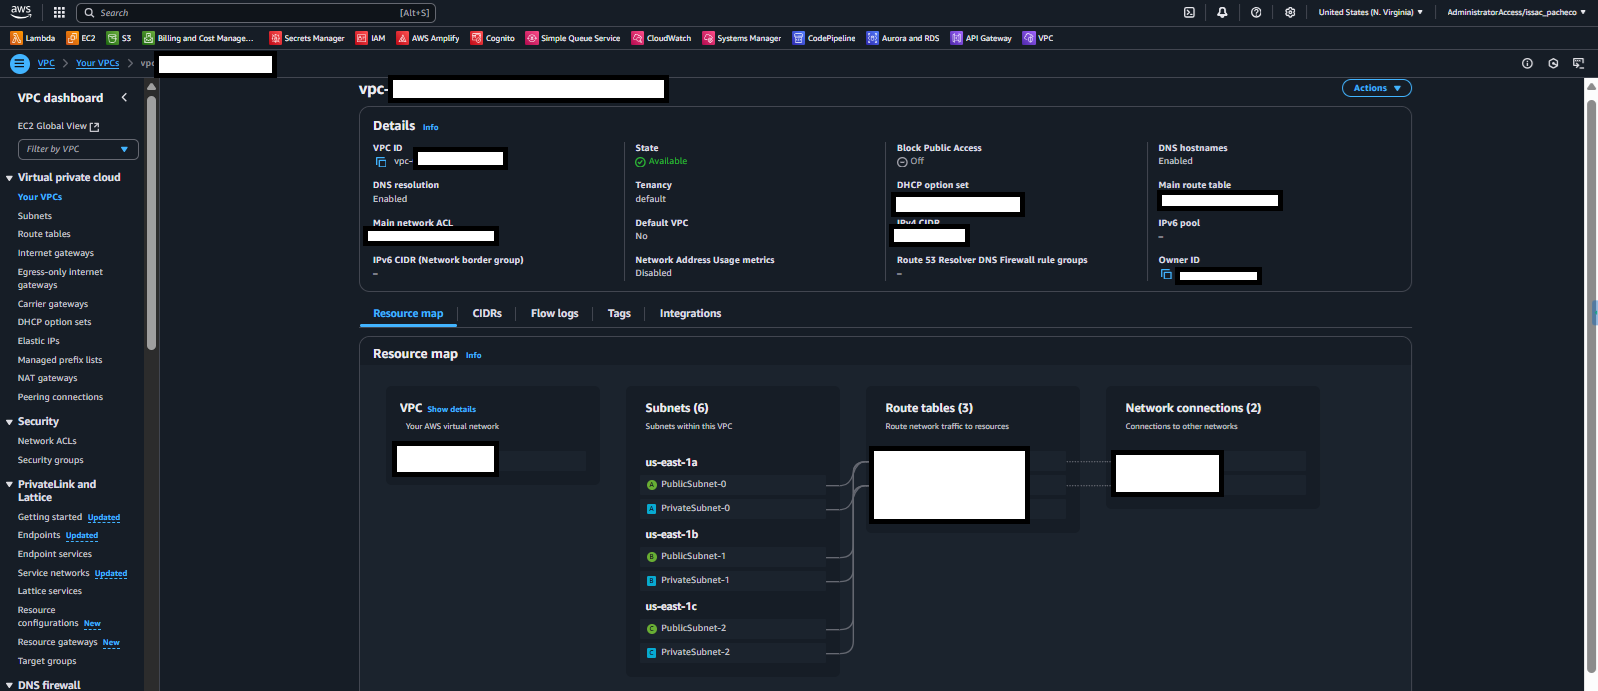 aws
Search [Alt+S] United States (N. Virginia) AdministratorAccess/issac_pacheco
Lambda EC2 S3 Billing and Cost Manage... Secrets Manager IAM AWS Amplify Cognito Simple Queue Service CloudWatch Systems Manager CodePipeline Aurora and RDS API Gateway VPC
VPC Your VPCs vpc
VPC dashboard
EC2 Global View
Filter by VPC
Virtual private cloud
Your VPCs
Subnets
Route tables
Internet gateways
Egress-only internet
gateways
Carrier gateways
DHCP option sets
Elastic IPs
Managed prefix lists
NAT gateways
Peering connections
Security
Network ACLs
Security groups
PrivateLink and
Lattice
Getting started Updated
Endpoints Updated
Endpoint services
Service networks Updated
Lattice services
Resource
configurations New
Resource gateways New
Target groups
DNS firewall
vpc-
Actions
Details Info
VPC ID
vpc-
State
Available
Block Public Access
Off
DNS hostnames
Enabled
DNS resolution
Enabled
Tenancy
default
DHCP option set
Main route table
Main network ACL
Default VPC
No
IPv4 CIDR
IPv6 pool
–
IPv6 CIDR (Network border group)
–
Network Address Usage metrics
Disabled
Route 53 Resolver DNS Firewall rule groups
–
Owner ID
Resource map CIDRs Flow logs Tags Integrations
Resource map Info
VPC Show details
Your AWS virtual network
Subnets (6)
Subnets within this VPC
us-east-1a
A PublicSubnet-0
A PrivateSubnet-0
us-east-1b
B PublicSubnet-1
B PrivateSubnet-1
us-east-1c
C PublicSubnet-2
C PrivateSubnet-2
Route tables (3)
Route network traffic to resources
Network connections (2)
Connections to other networks